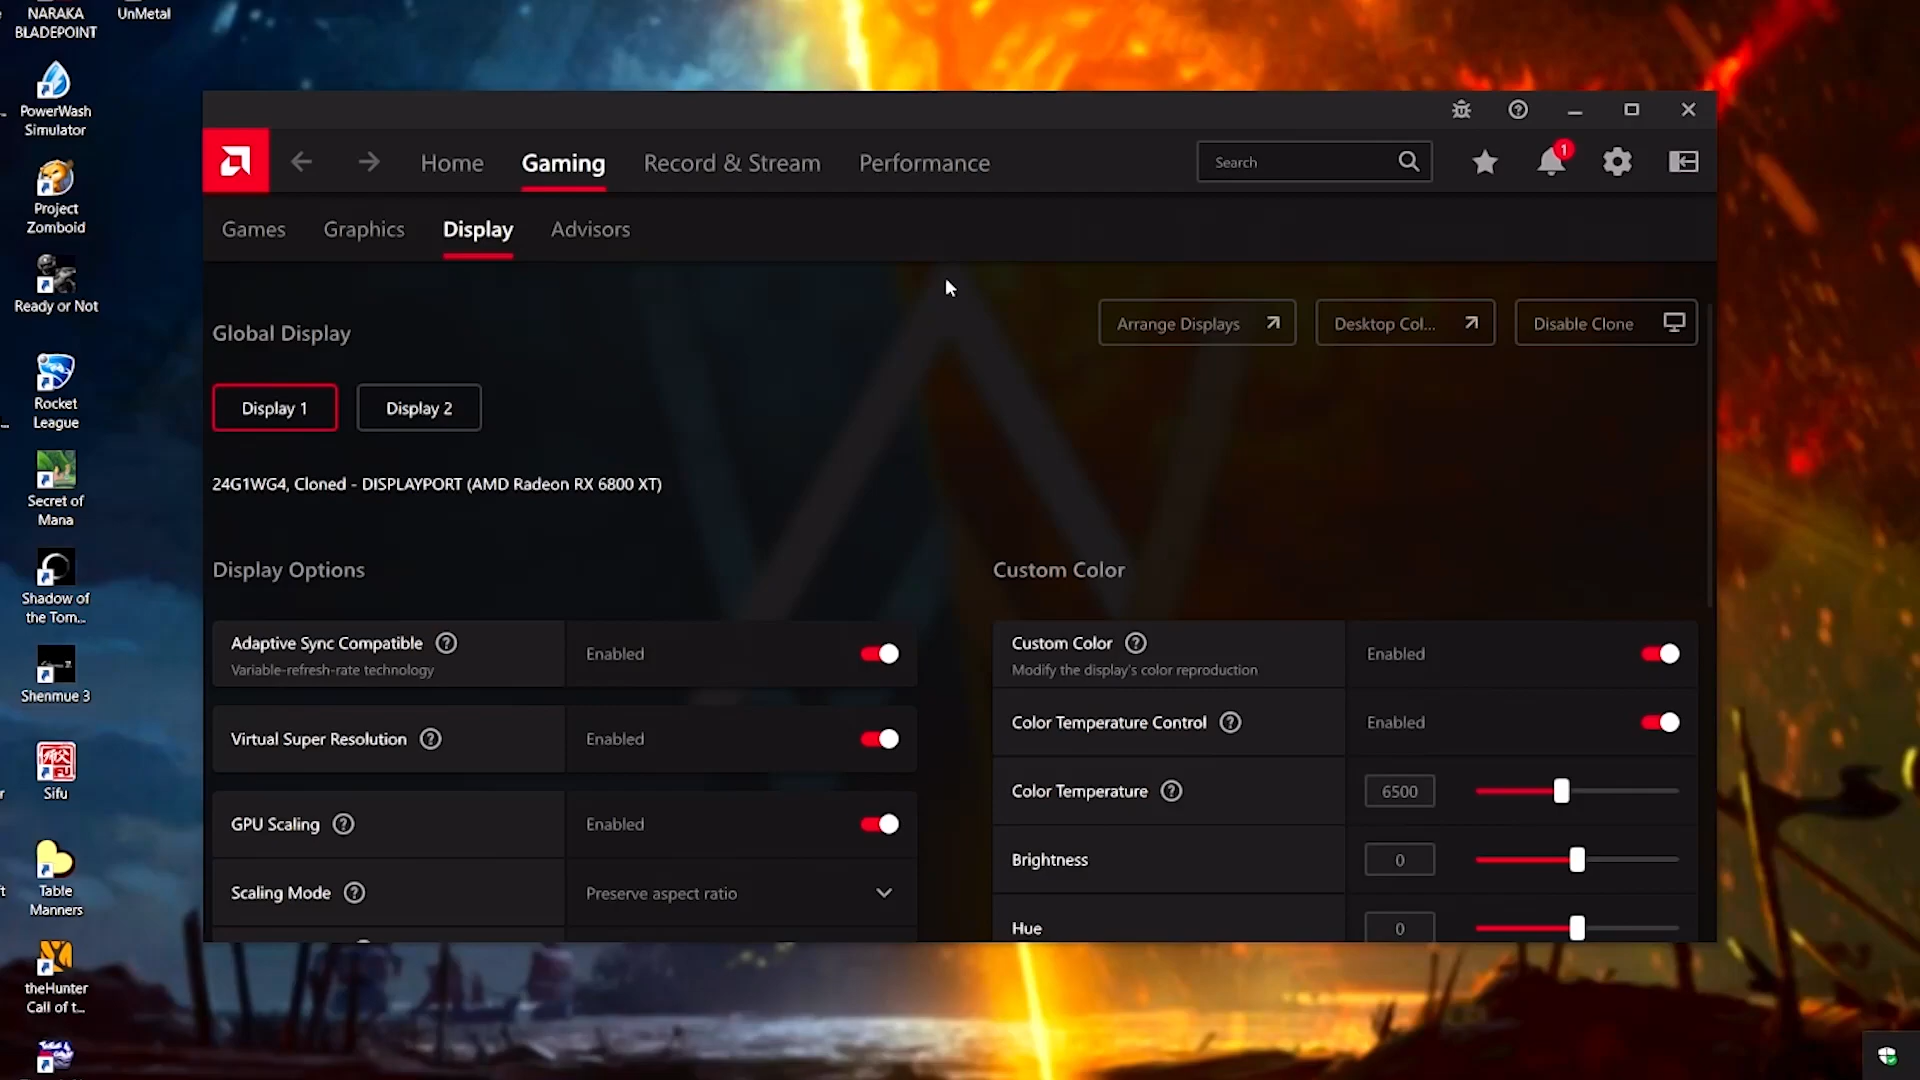 NARAKA
BLADEPOINT
UnMetal
PowerWash
Simulator
Project
Zomboid
Ready or Not
Rocket
League
Secret of
Mana
Shadow of
the Tom...
Shenmue 3
Sifu
Table
Manners
theHunter
Call of t...
Home
Gaming
Record & Stream
Performance
Search
1
Games
Graphics
Display
Advisors
Global Display
Arrange Displays
Desktop Col...
Disable Clone
Display 1
Display 2
24G1WG4, Cloned - DISPLAYPORT (AMD Radeon RX 6800 XT)
Display Options
Adaptive Sync Compatible
Variable-refresh-rate technology
Enabled
Virtual Super Resolution
Enabled
GPU Scaling
Enabled
Scaling Mode
Preserve aspect ratio
Custom Color
Custom Color
Modify the display's color reproduction
Enabled
Color Temperature Control
Enabled
Color Temperature
6500
Brightness
0
Hue
0